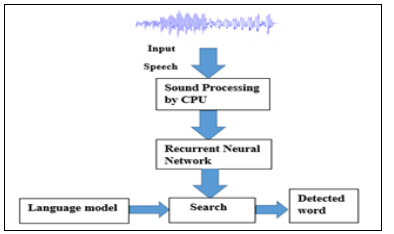 Input
Speech
Sound Processing
by CPU
Recurrent Neural
Network
Language model
Search
Detected
word